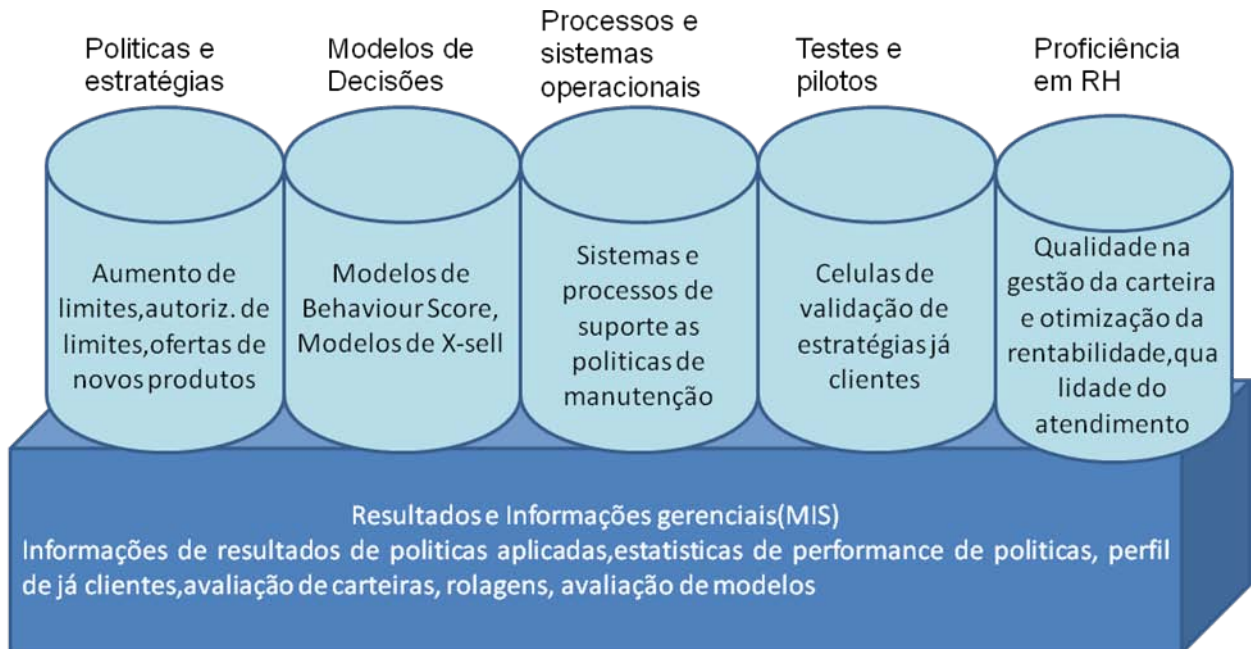 Politicas e
estratégias
Modelos de
Decisões
Processos e
sistemas
operacionais
Testes e
pilotos
Proficiência
em RH
Aumento de
limites,autoriz. de
limites,ofertas de
novos produtos
Modelos de
Behaviour Score,
Modelos de X-sell
Sistemas e
processos de
suporte as
politicas de
manutenção
Celulas de
validação de
estratégias já
clientes
Qualidade na
gestão da carteira
e otimização da
rentabilidade,qua
lidade do
atendimento
Resultados e Informações gerenciais(MIS)
Informações de resultados de politicas aplicadas,estatisticas de performance de politicas, perfil
de já clientes,avaliação de carteiras, rolagens, avaliação de modelos